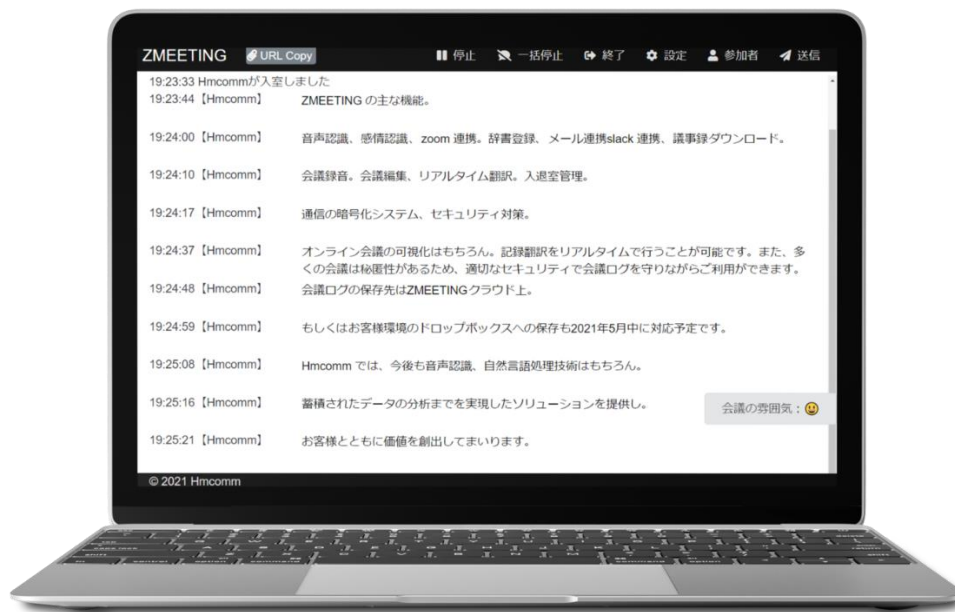 ZMEETING URL Copy 停止 一括停止 終了 設定 参加者 送信
19:23:33 Hmcommが入室しました
19:23:44【Hmcomm】 ZMEETING の主な機能。
19:24:00【Hmcomm】 音声認識、感情認識、zoom 連携。辞書登録、メール連携slack 連携、議事録ダウンロード。
19:24:10【Hmcomm】 会議録音。会議編集、リアルタイム翻訳。入退室管理。
19:24:17【Hmcomm】 通信の暗号化システム、セキュリティ対策。
19:24:37【Hmcomm】 オンライン会議の可視化はもちろん。記録翻訳をリアルタイムで行うことが可能です。また、多
くの会議は秘匿性があるため、適切なセキュリティで会議ログを守りながらご利用ができます。
19:24:48【Hmcomm】 会議ログの保存先はZMEETINGクラウド上。
19:24:59【Hmcomm】 もしくはお客様環境のドロップボックスへの保存も2021年5月中に対応予定です。
19:25:08【Hmcomm】 Hmcomm では、今後も音声認識、自然言語処理技術はもちろん。
19:25:16【Hmcomm】 蓄積されたデータの分析までを実現したソリューションを提供し。
会議の雰囲気：😀
19:25:21【Hmcomm】 お客様とともに価値を創出してまいります。
© 2021 Hmcomm